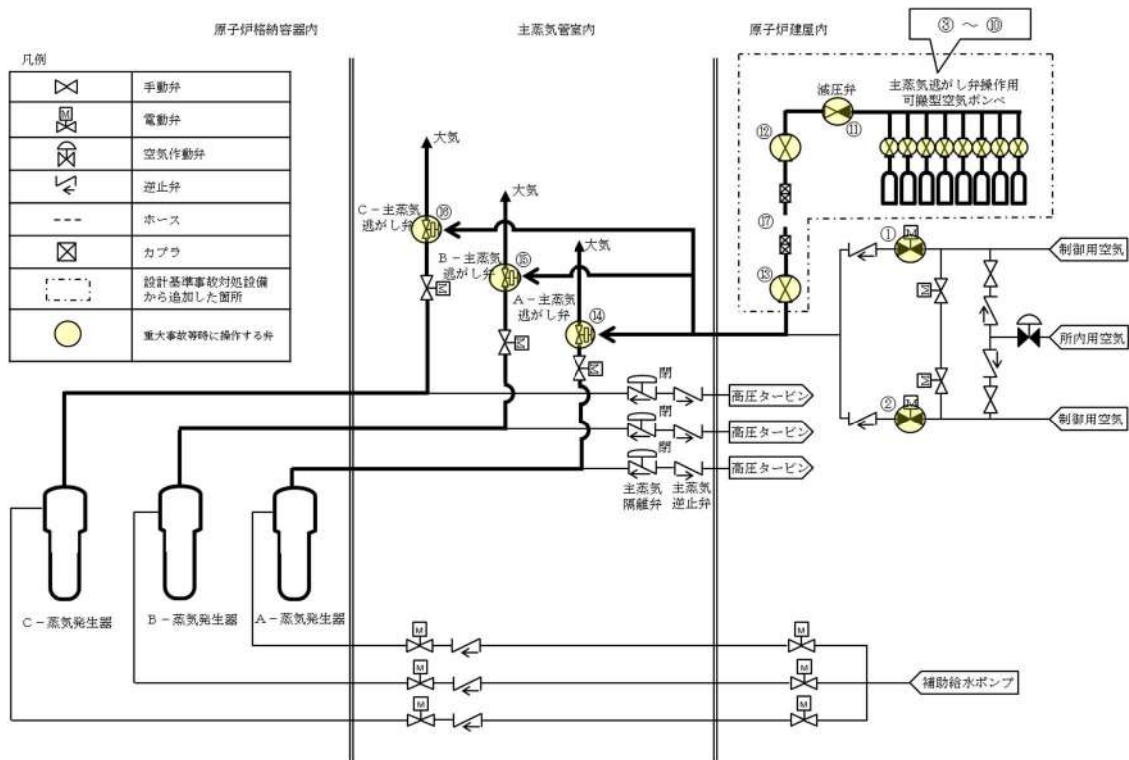 原子炉格納容器内
主蒸気管室内
原子炉建屋内
③ ～ ⑩
凡例
手動弁
M
電動弁
空気作動弁
逆止弁
ホース
カプラ
設計基準事故対処設備
から追加した箇所
重大事故等時に操作する弁
主蒸気逃がし弁操作用
可搬型空気ボンベ
減圧弁
⑪
⑫
⑰
⑬
大気
C－主蒸気
逃がし弁
⑯
M
大気
B－主蒸気
逃がし弁
⑮
M
大気
A－主蒸気
逃がし弁
⑭
M
①
M
制御用空気
M
所内用空気
M
②
M
制御用空気
閉
高圧タービン
閉
高圧タービン
閉
高圧タービン
主蒸気
隔離弁
主蒸気
逆止弁
C－蒸気発生器
B－蒸気発生器
A－蒸気発生器
M
M
M
M
補助給水ポンプ
M
M